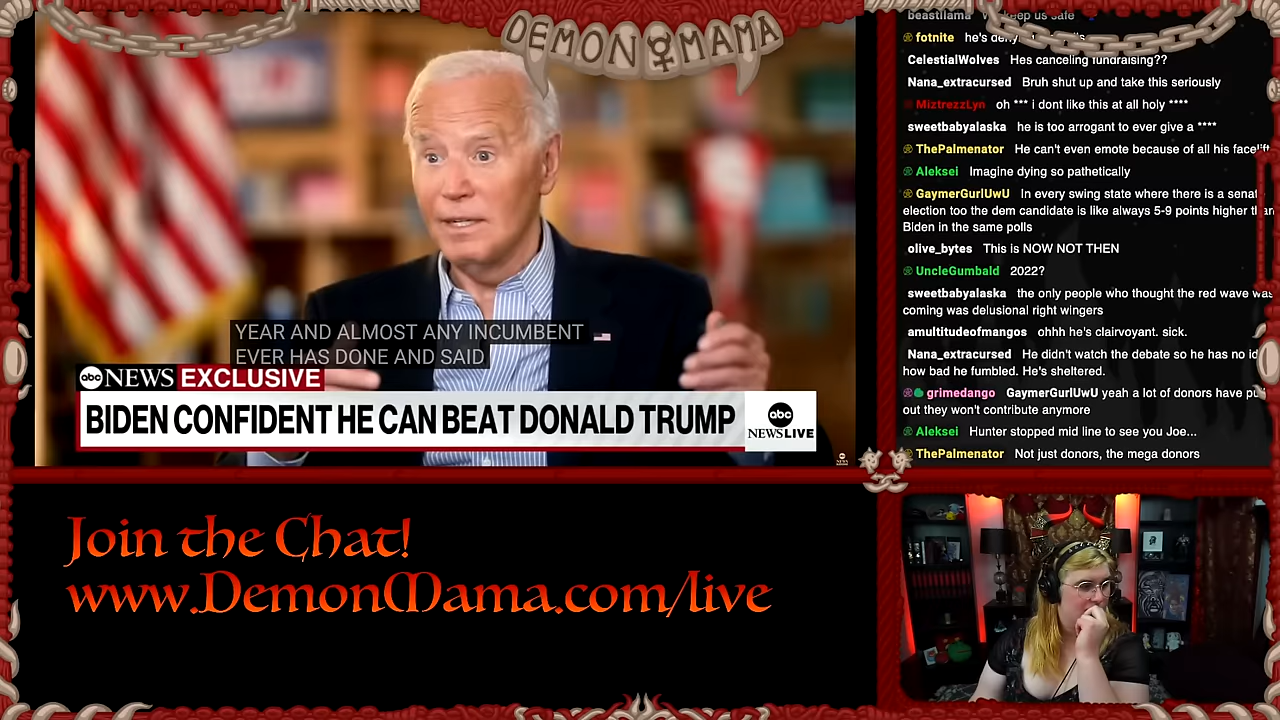 DEMON MAMA
YEAR AND ALMOST ANY INCUMBENT
EVER HAS DONE AND SAID
abc NEWS EXCLUSIVE
BIDEN CONFIDENT HE CAN BEAT DONALD TRUMP
abc
NEWS LIVE
beastilama keep us safe
fotnite he's
CelestialWolves Hes canceling fundraising??
Nana_extracursed Bruh shut up and take this seriously
MiztrezzLyn oh *** i dont like this at all holy ****
sweetbabyalaska he is too arrogant to ever give a ****
ThePalmenator He can't even emote because of all his facelift
Aleksei Imagine dying so pathetically
GaymerGurlUwU In every swing state where there is a senat
election too the dem candidate is like always 5-9 points higher than
Biden in the same polls
olive_bytes This is NOW NOT THEN
UncleGumbald 2022?
sweetbabyalaska the only people who thought the red wave was
coming was delusional right wingers
amultitudeofmangos ohhh he's clairvoyant. sick.
Nana_extracursed He didn't watch the debate so he has no id
how bad he fumbled. He's sheltered.
grimedango GaymerGurlUwU yeah a lot of donors have pu
out they won't contribute anymore
Aleksei Hunter stopped mid line to see you Joe...
ThePalmenator Not just donors, the mega donors
Join the Chat!
www.DemonMama.com/live